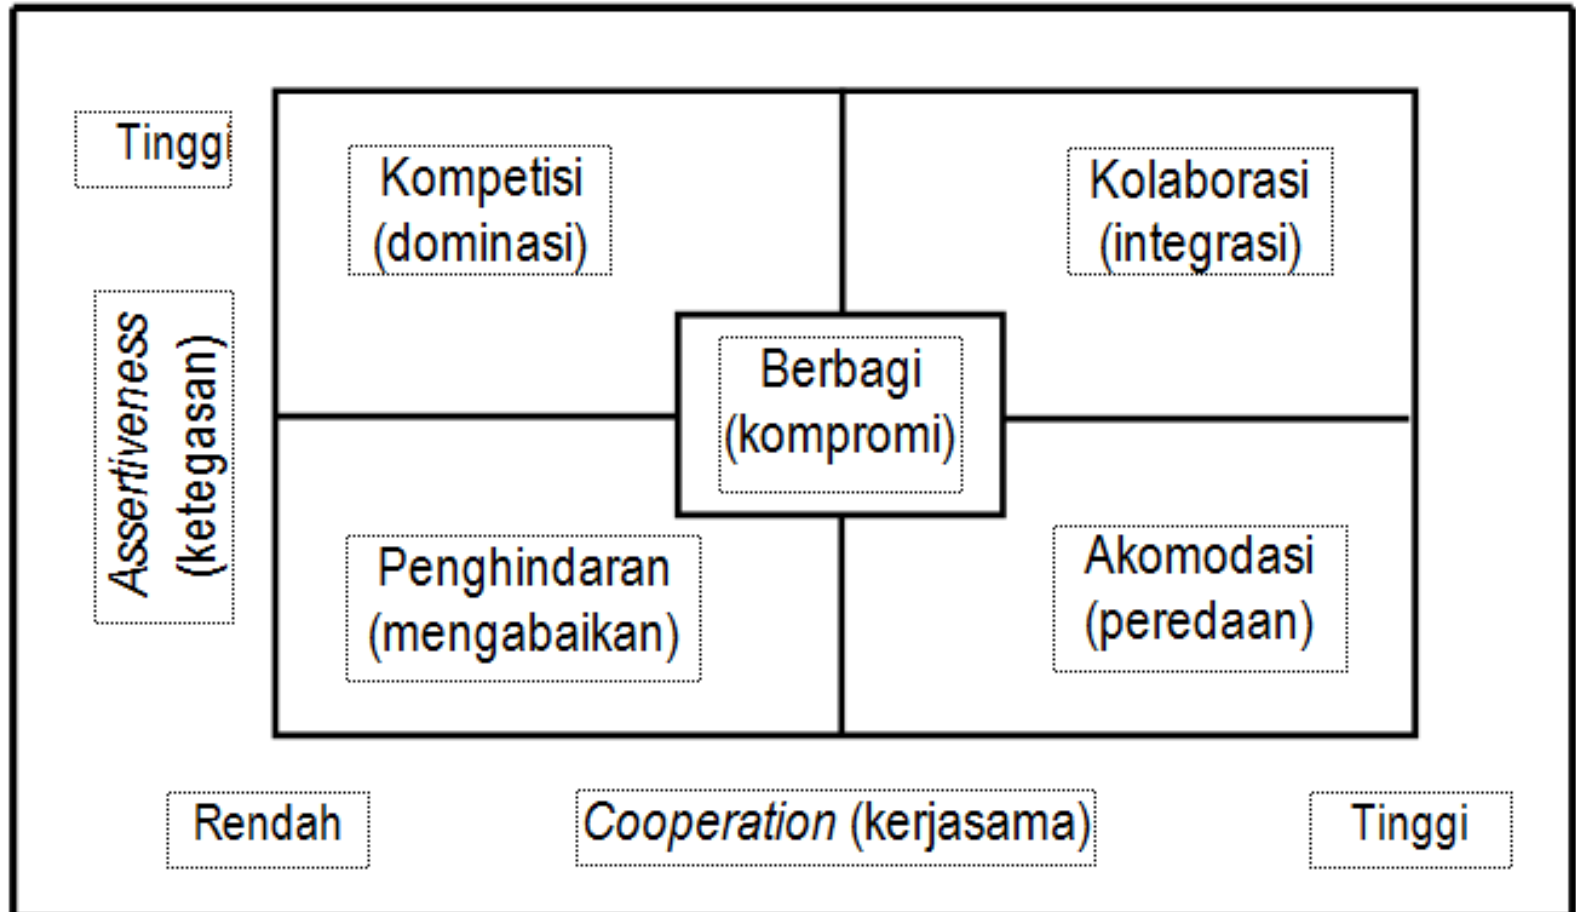 Tinggi
Kompetisi
(dominasi)
Kolaborasi
(integrasi)
Assertiveness
(ketegasan)
Berbagi
(kompromi)
Penghindaran
(mengabaikan)
Akomodasi
(peredaan)
Rendah
Cooperation (kerjasama)
Tinggi